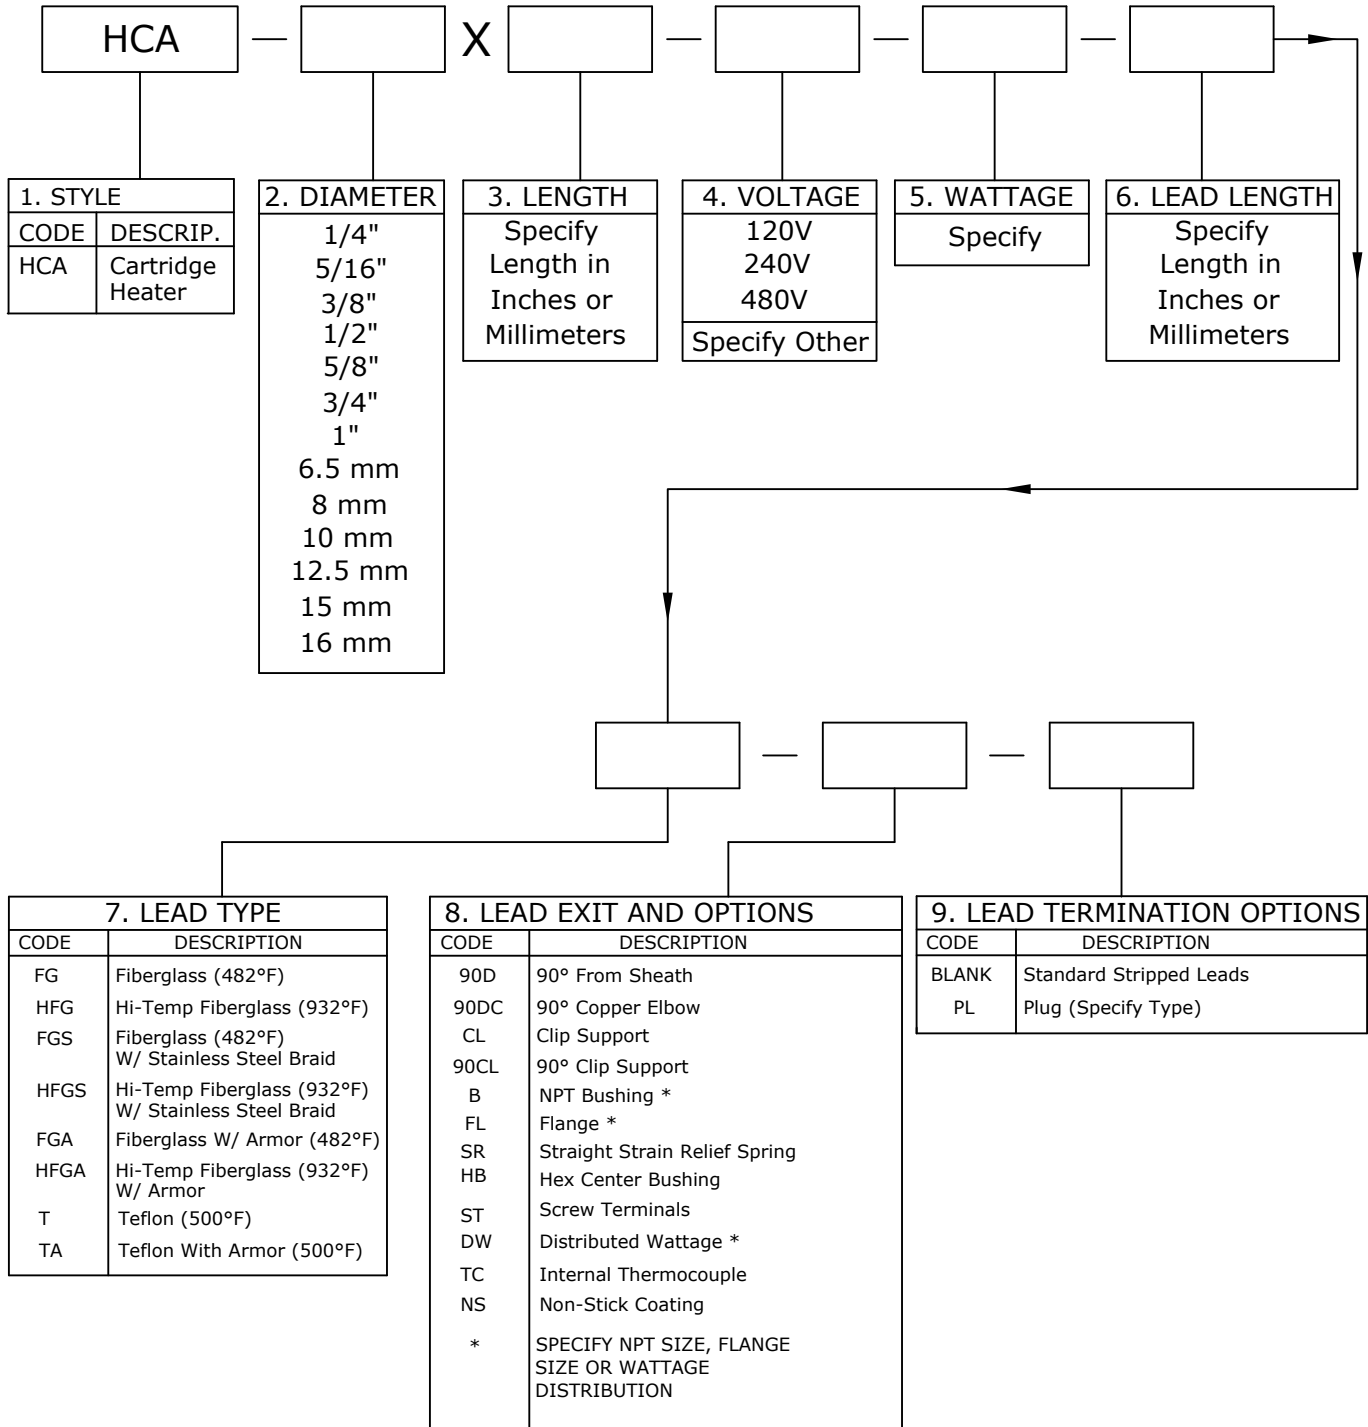 HCA — X — — —
1. STYLE
CODE DESCRIP.
HCA Cartridge
Heater
2. DIAMETER
1/4"
5/16"
3/8"
1/2"
5/8"
3/4"
1"
6.5 mm
8 mm
10 mm
12.5 mm
15 mm
16 mm
3. LENGTH
Specify
Length in
Inches or
Millimeters
4. VOLTAGE
120V
240V
480V
Specify Other
5. WATTAGE
Specify
6. LEAD LENGTH
Specify
Length in
Inches or
Millimeters
— —
7. LEAD TYPE
CODE DESCRIPTION
FG Fiberglass (482°F)
HFG Hi-Temp Fiberglass (932°F)
FGS Fiberglass (482°F)
W/ Stainless Steel Braid
HFGS Hi-Temp Fiberglass (932°F)
W/ Stainless Steel Braid
FGA Fiberglass W/ Armor (482°F)
HFGA Hi-Temp Fiberglass (932°F)
W/ Armor
T Teflon (500°F)
TA Teflon With Armor (500°F)
8. LEAD EXIT AND OPTIONS
CODE DESCRIPTION
90D 90° From Sheath
90DC 90° Copper Elbow
CL Clip Support
90CL 90° Clip Support
B NPT Bushing *
FL Flange *
SR Straight Strain Relief Spring
HB Hex Center Bushing
ST Screw Terminals
DW Distributed Wattage *
TC Internal Thermocouple
NS Non-Stick Coating
* SPECIFY NPT SIZE, FLANGE
SIZE OR WATTAGE
DISTRIBUTION
9. LEAD TERMINATION OPTIONS
CODE DESCRIPTION
BLANK Standard Stripped Leads
PL Plug (Specify Type)